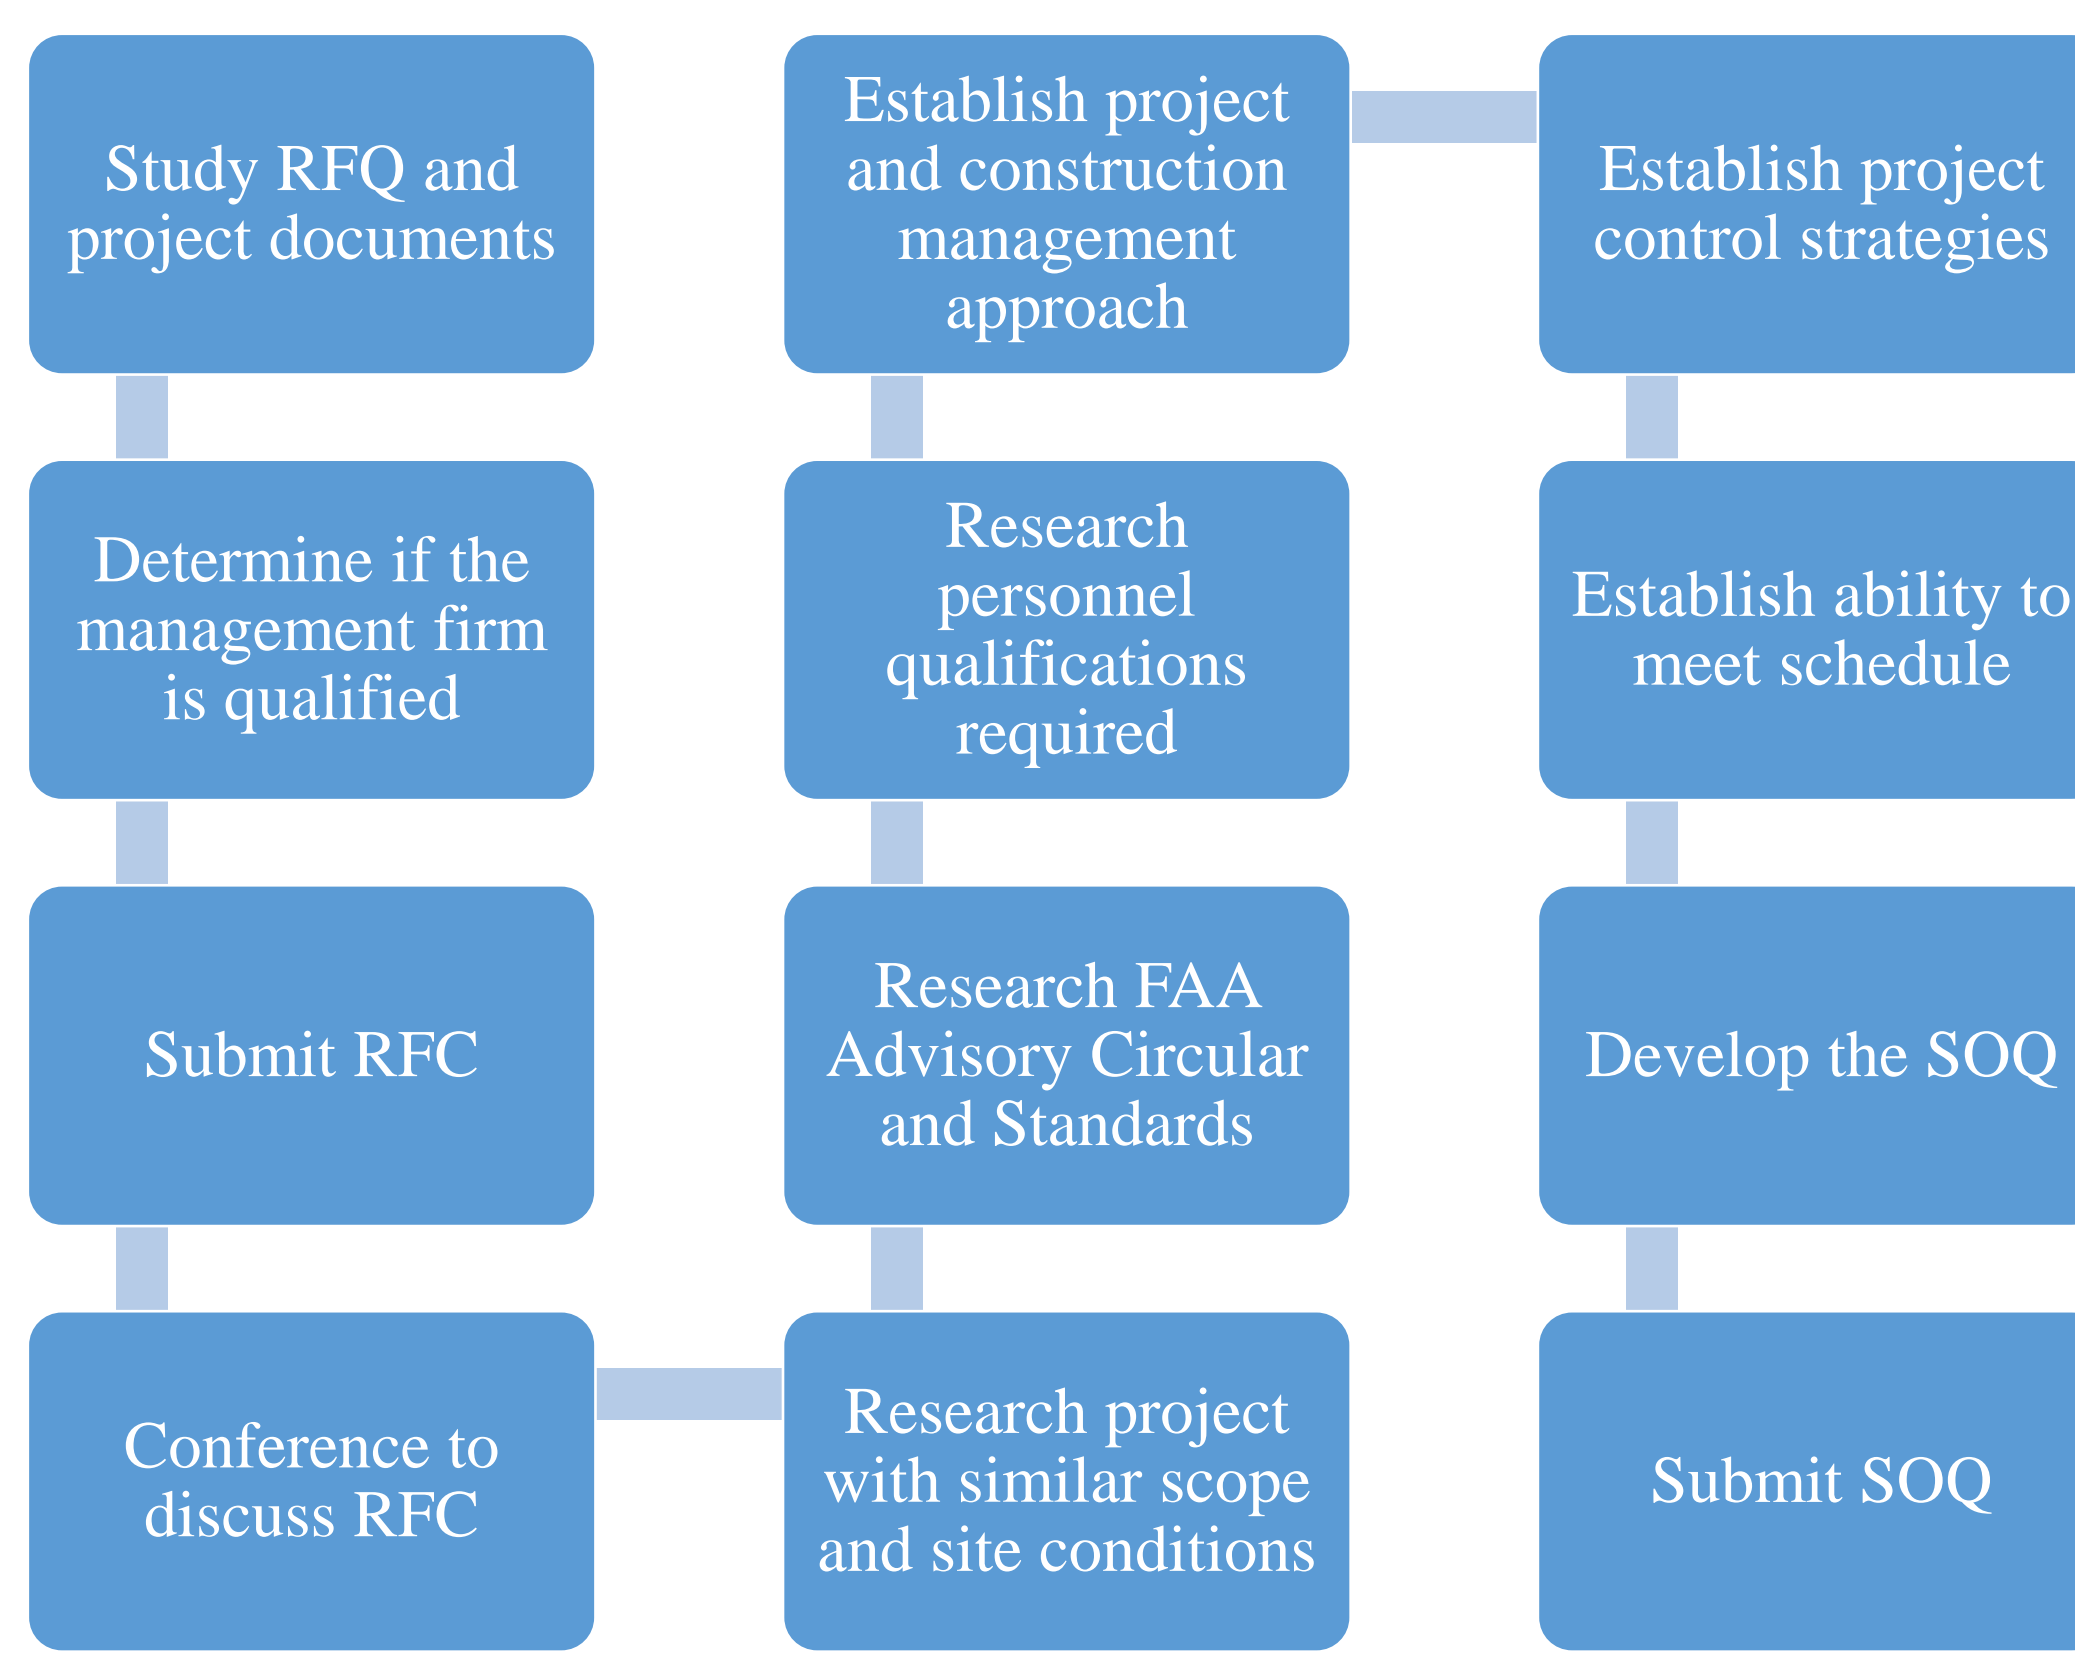 Study RFQ and
project documents
Determine if the
management firm
is qualified
Submit RFC
Conference to
discuss RFC
Research project
with similar scope
and site conditions
Research FAA
Advisory Circular
and Standards
Research
personnel
qualifications
required
Establish project
and construction
management
approach
Establish project
control strategies
Establish ability to
meet schedule
Develop the SOQ
Submit SOQ